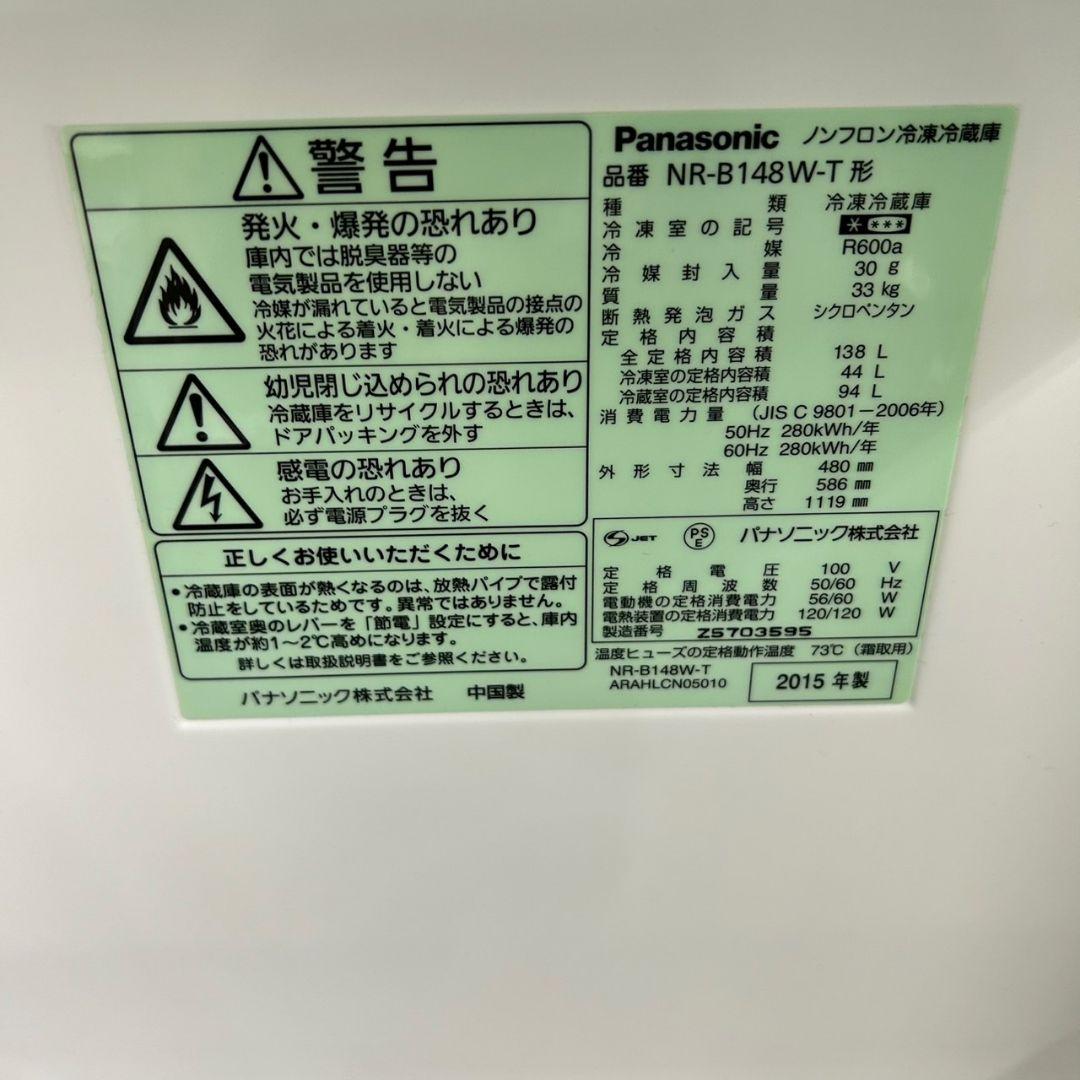 警告
発火・爆発の恐れあり
庫内では脱臭器等の
電気製品を使用しない
冷媒が漏れていると電気製品の接点の
火花による着火・着火による爆発の
恐れがあります
幼児閉じ込められの恐れあり
冷蔵庫をリサイクルするときは、
ドアパッキングを外す
感電の恐れあり
お手入れのときは、
必ず電源プラグを抜く
正しくお使いいただくために
・冷蔵庫の表面が熱くなるのは、放熱パイプで露付
防止をしているためです。異常ではありません。
・冷蔵室奥のレバーを「節電」設定にすると、庫内
温度が約1～2℃高めになります。
詳しくは取扱説明書をご参照ください。
パナソニック株式会社 中国製
Panasonic ノンフロン冷凍冷蔵庫
品番 NR-B148W-T形
種類 冷凍冷蔵庫
冷凍室の記号 ＊***
冷媒 R600a
冷媒封入量 30 g
質量 33 kg
断熱発泡ガス シクロペンタン
定格内容積
全定格内容積 138 L
冷凍室の定格内容積 44 L
冷蔵室の定格内容積 94 L
消費電力量 (JIS C 9801-2006年)
50Hz 280kWh/年
60Hz 280kWh/年
外形寸法 幅 480 ㎜
奥行 586 ㎜
高さ 1119 ㎜
S JET PS E パナソニック株式会社
定格電圧 100 V
定格周波数 50/60 Hz
電動機の定格消費電力 56/60 W
電熱装置の定格消費電力 120/120 W
製造番号 Z5703595
温度ヒューズの定格動作温度 73℃ (霜取用)
NR-B148W-T
ARAHLCN05010
2015年製